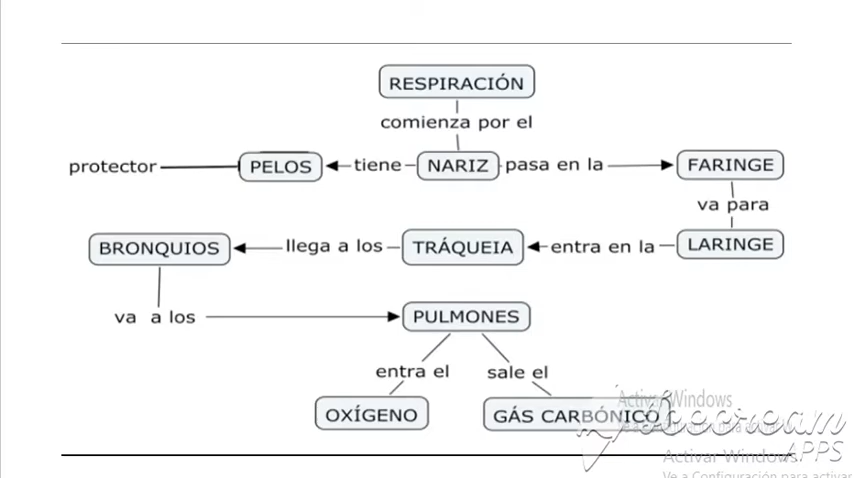 RESPIRACIÓN
comienza por el
protector PELOS tiene NARIZ pasa en la FARINGE
va para
BRONQUIOS llega a los TRÁQUEIA entra en la LARINGE
va a los PULMONES
entra el sale el
OXÍGENO GÁS CARBÓNICO
Activar Windows
APPS
Activar Windows
Ve a Configuración para activar